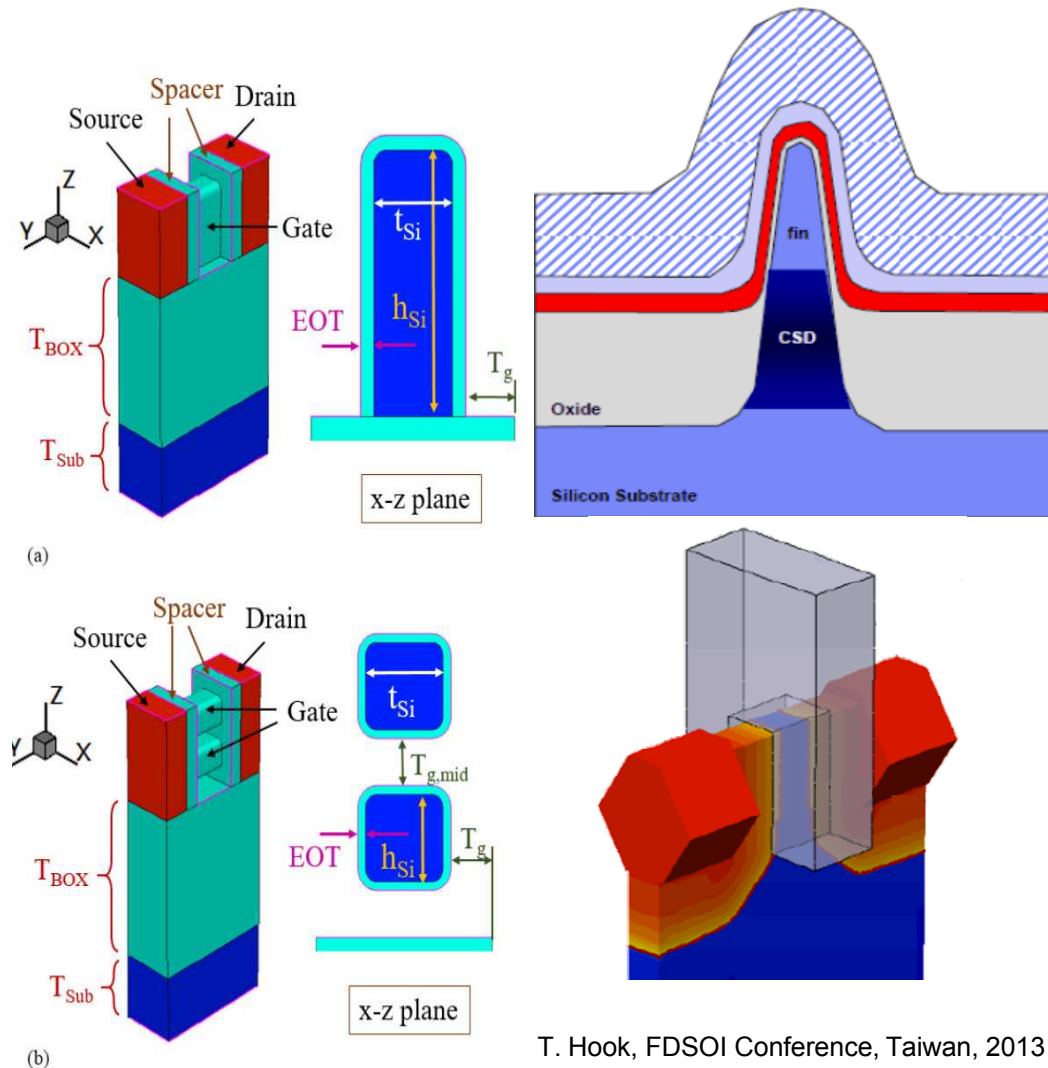 Spacer
Drain
Source
Z
Y
X
Gate
T_BOX
T_Sub
t_Si
h_Si
EOT
T_g
x-z plane
(a)
fin
CSD
Oxide
Silicon Substrate
Spacer
Drain
Source
Z
Y
X
Gate
T_BOX
T_Sub
t_Si
T_g,mid
EOT
h_Si
T_g
x-z plane
(b)
T. Hook, FDSOI Conference, Taiwan, 2013